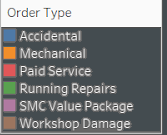 Order Type
Accidental
Mechanical
Paid Service
Running Repairs
SMC Value Package
Workshop Damage